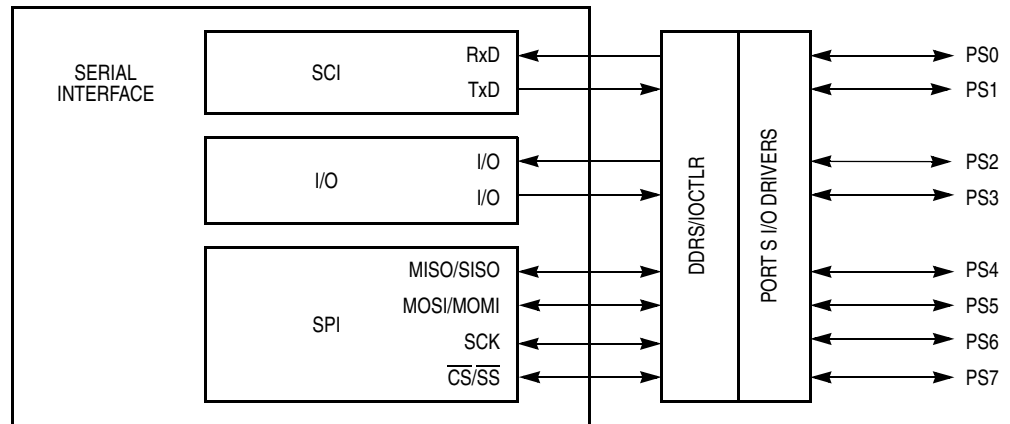 SERIAL
INTERFACE
SCI
RxD
TxD
I/O
I/O
I/O
SPI
MISO/SISO
MOSI/MOMI
SCK
CS/SS
DDRS/IOCTLR
PORT S I/O DRIVERS
PS0
PS1
PS2
PS3
PS4
PS5
PS6
PS7